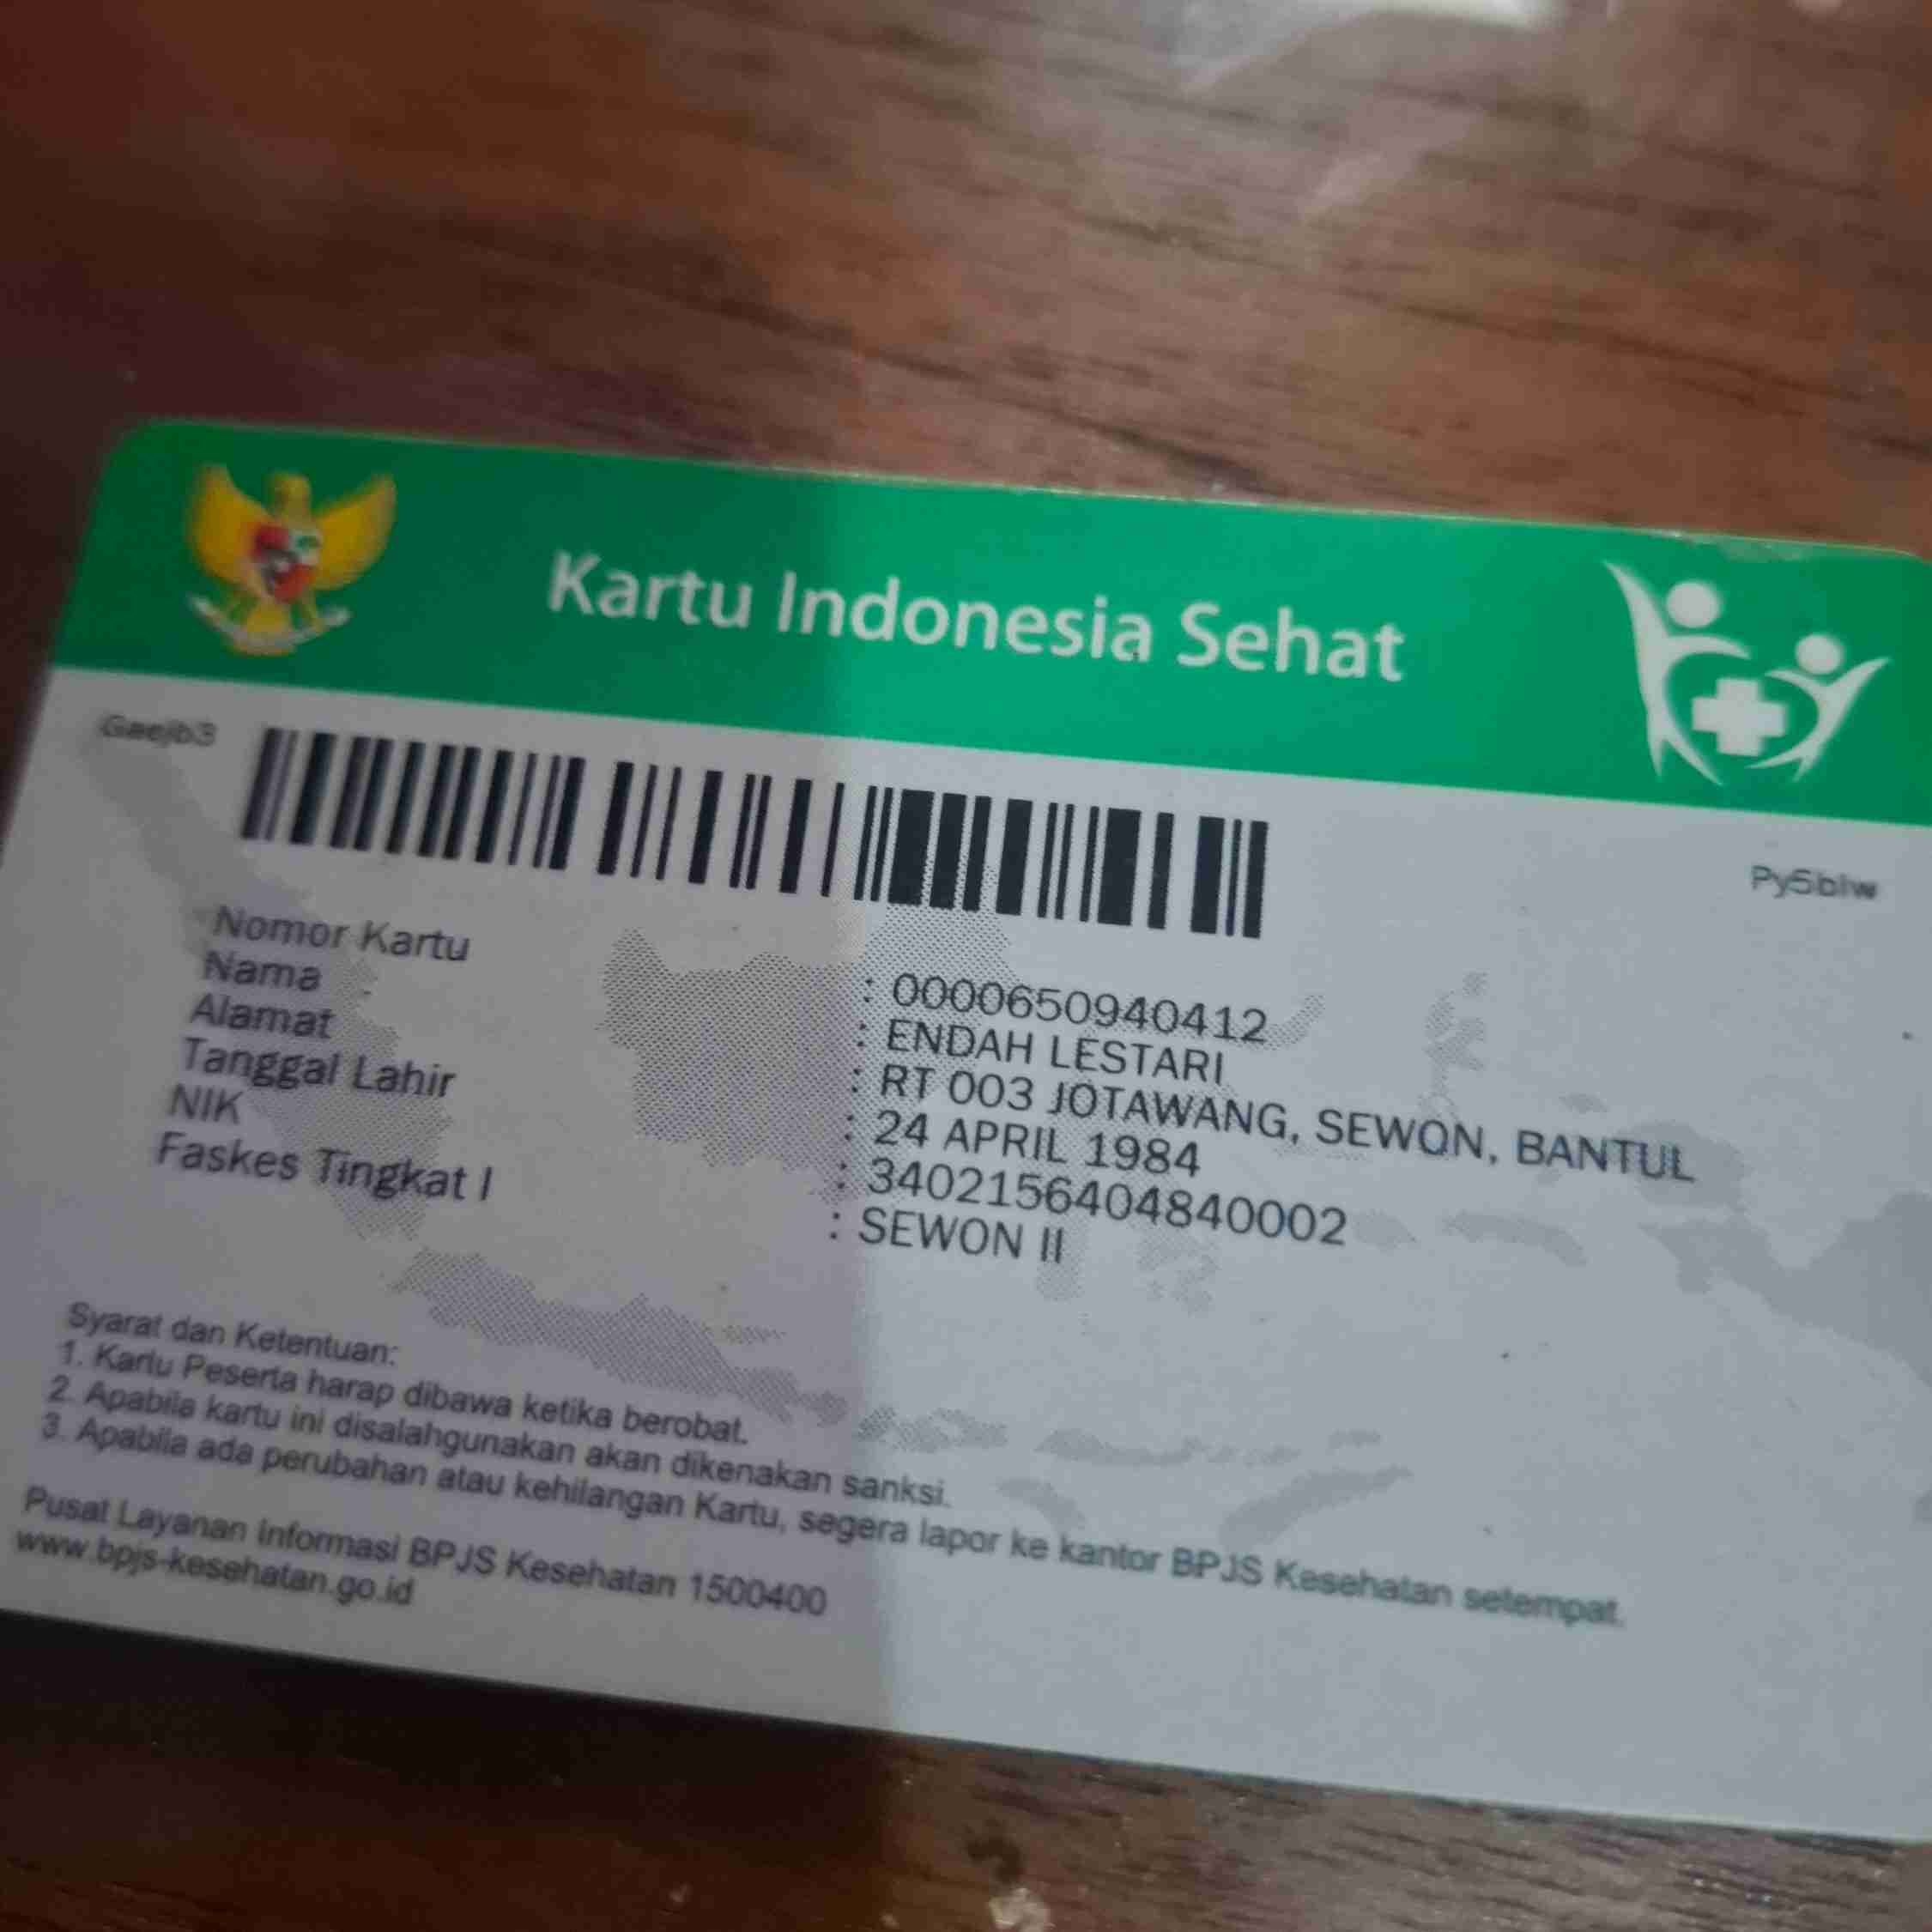 Kartu Indonesia Sehat
Gaejb3
Py5blw
Nomor Kartu : 0000650940412
Nama : ENDAH LESTARI
Alamat : RT 003 JOTAWANG, SEWON, BANTUL
Tanggal Lahir : 24 APRIL 1984
NIK : 3402156404840002
Faskes Tingkat I : SEWON II
Syarat dan Ketentuan:
1. Kartu Peserta harap dibawa ketika berobat.
2. Apabila kartu ini disalahgunakan akan dikenakan sanksi.
3. Apabila ada perubahan atau kehilangan Kartu, segera lapor ke kantor BPJS Kesehatan setempat.
Pusat Layanan Informasi BPJS Kesehatan 1500400
www.bpjs-kesehatan.go.id